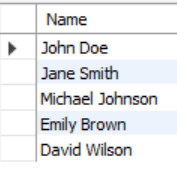 Name
John Doe
Jane Smith
Michael Johnson
Emily Brown
David Wilson